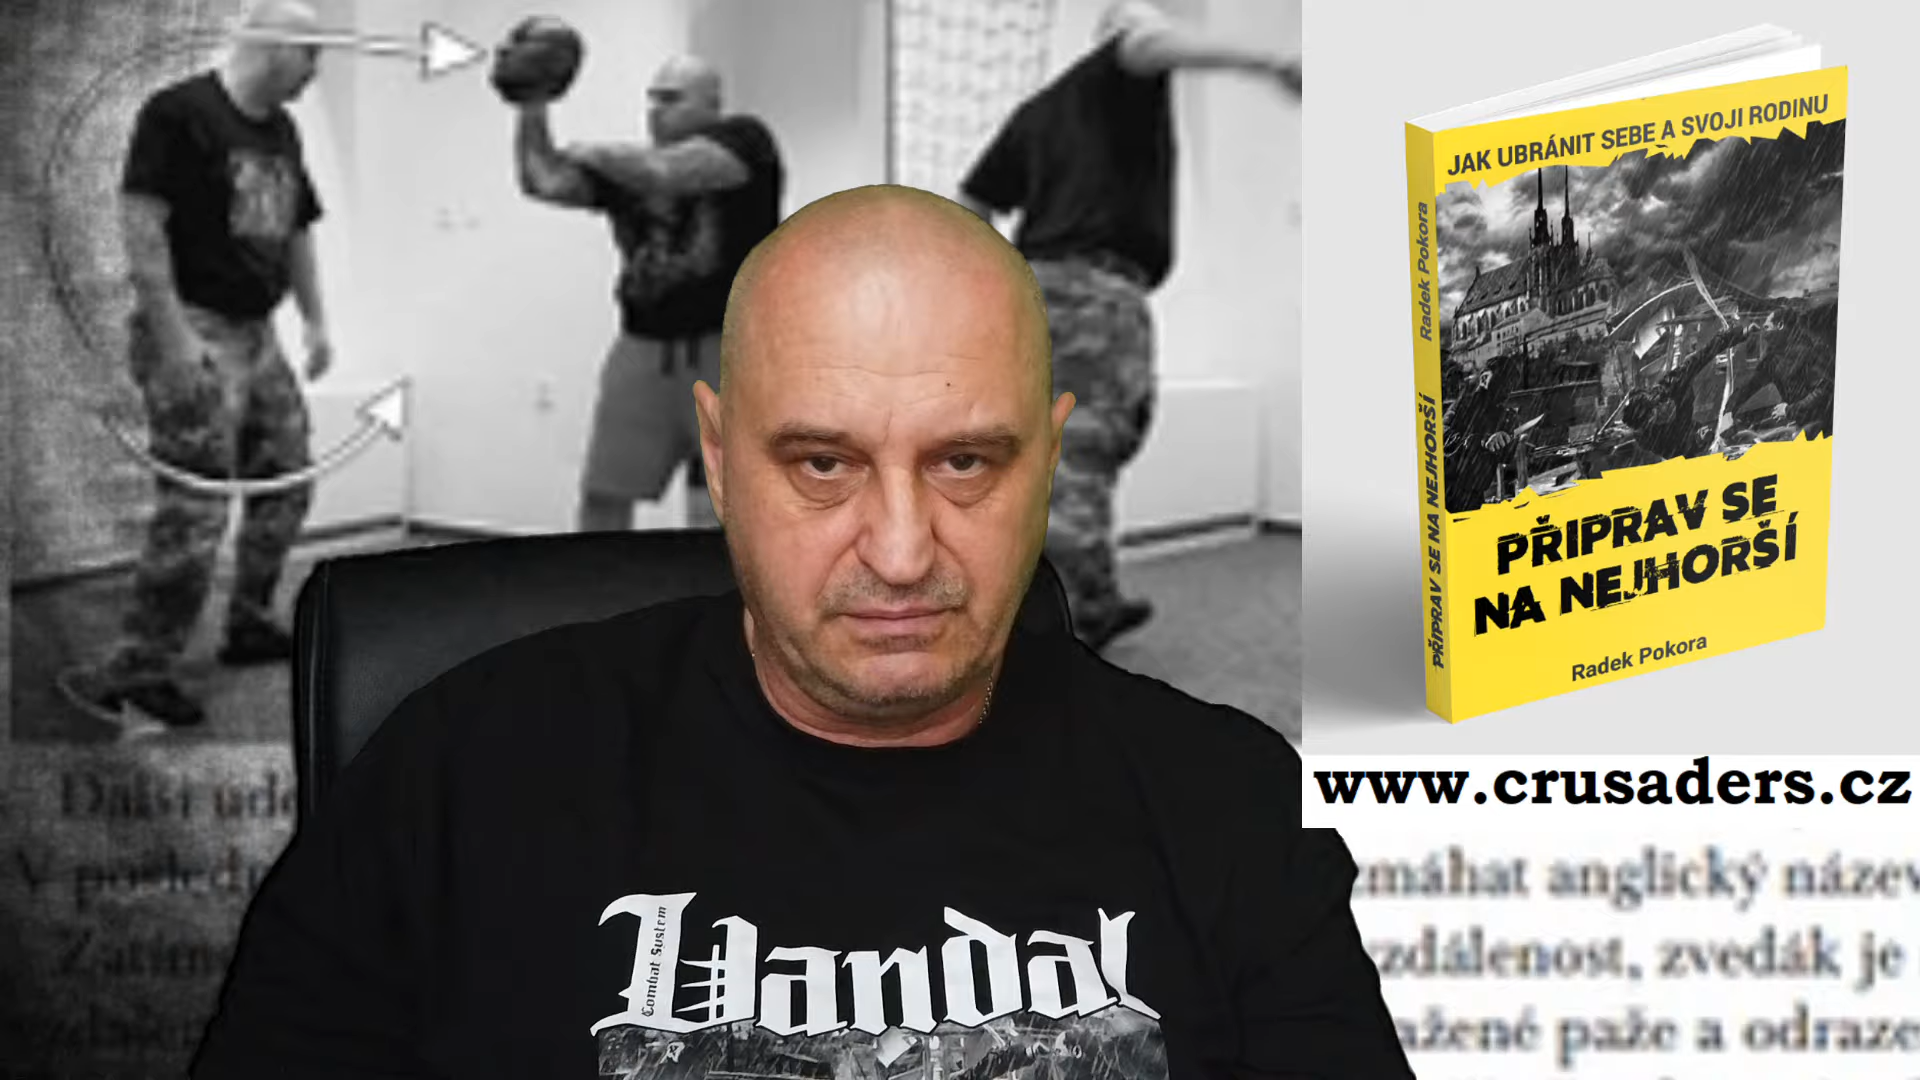 JAK UBRÁNIT SEBE A SVOJI RODINU
Radek Pokora
PŘIPRAV SE NA NEJHORŠÍ
PŘIPRAV SE
NA NEJHORŠÍ
Radek Pokora
www.crusaders.cz
Další
V
zmáhat anglický název
zdálenost, zvedák je
ažené paže a odraze
Combat System
Vandal